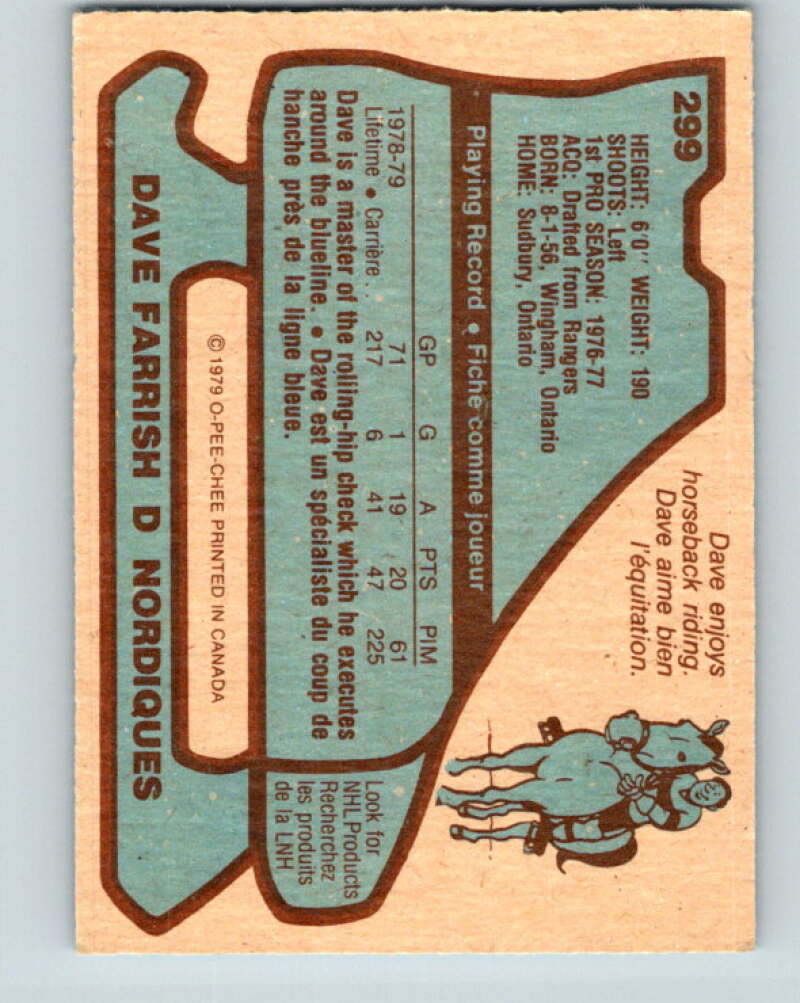 299
HEIGHT: 6'0" WEIGHT: 190
SHOOTS: Left
1st PRO SEASON: 1976-77
ACQ: Drafted from Rangers
BORN: 8-1-56, Wingham, Ontario
HOME: Sudbury, Ontario
Dave enjoys
horseback riding.
Dave aime bien
l'équitation.
Playing Record • Fiche comme joueur
GP G A PTS PIM
1978-79 71 1 19 20 61
Lifetime • Carrière . . 217 6 41 47 225
Dave is a master of the rolling-hip check which he executes
around the blueline. • Dave est un spécialiste du coup de
hanche près de la ligne bleue.
Look for
NHL Products
Recherchez
les produits
de la LNH
© 1979 O-PEE-CHEE PRINTED IN CANADA
DAVE FARRISH D NORDIQUES